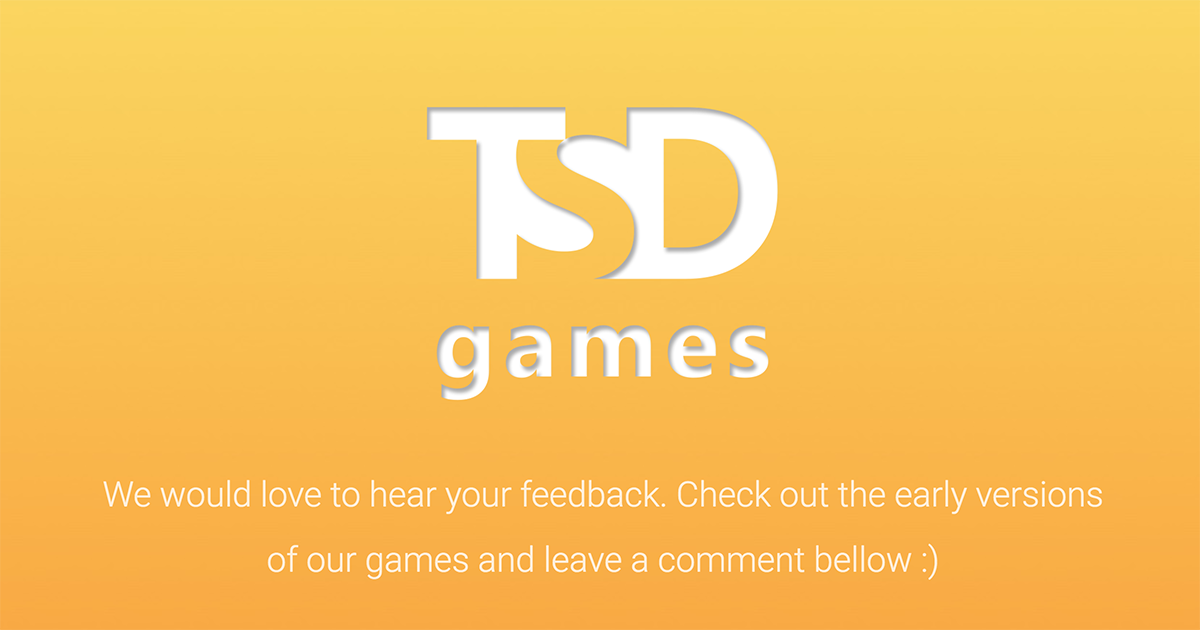 TSD
games
We would love to hear your feedback. Check out the early versions
of our games and leave a comment bellow :)